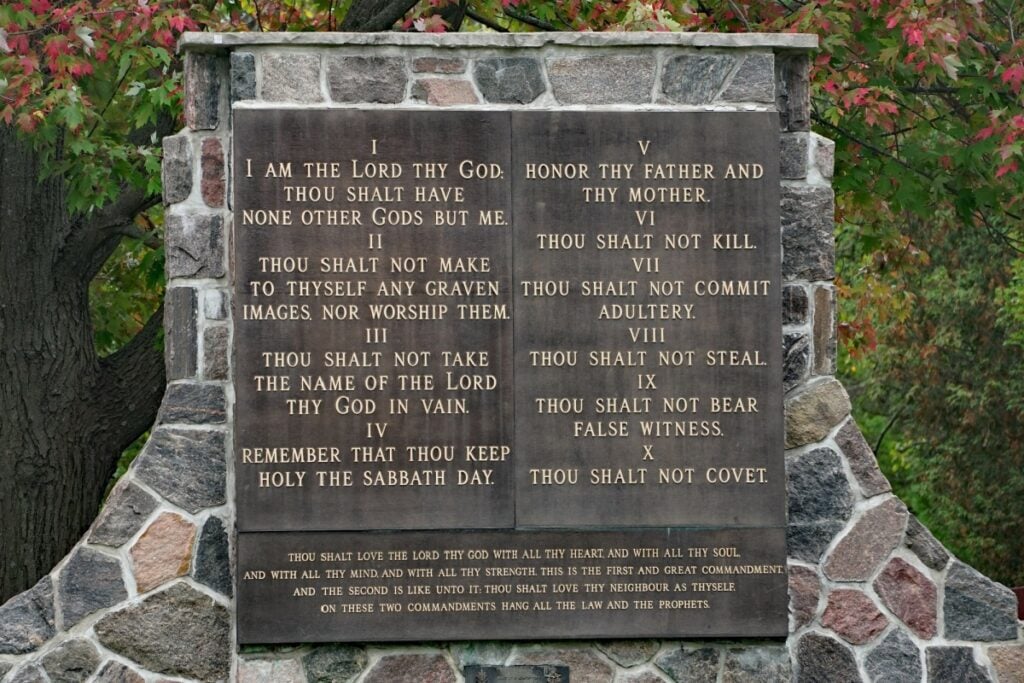 I
I AM THE LORD THY GOD;
THOU SHALT HAVE
NONE OTHER GODS BUT ME.
II
THOU SHALT NOT MAKE
TO THYSELF ANY GRAVEN
IMAGES, NOR WORSHIP THEM.
III
THOU SHALT NOT TAKE
THE NAME OF THE LORD
THY GOD IN VAIN.
IV
REMEMBER THAT THOU KEEP
HOLY THE SABBATH DAY.
V
HONOR THY FATHER AND
THY MOTHER.
VI
THOU SHALT NOT KILL.
VII
THOU SHALT NOT COMMIT
ADULTERY.
VIII
THOU SHALT NOT STEAL.
IX
THOU SHALT NOT BEAR
FALSE WITNESS.
X
THOU SHALT NOT COVET.
THOU SHALT LOVE THE LORD THY GOD WITH ALL THY HEART, AND WITH ALL THY SOUL,
AND WITH ALL THY MIND, AND WITH ALL THY STRENGTH. THIS IS THE FIRST AND GREAT COMMANDMENT.
AND THE SECOND IS LIKE UNTO IT: THOU SHALT LOVE THY NEIGHBOUR AS THYSELF.
ON THESE TWO COMMANDMENTS HANG ALL THE LAW AND THE PROPHETS.